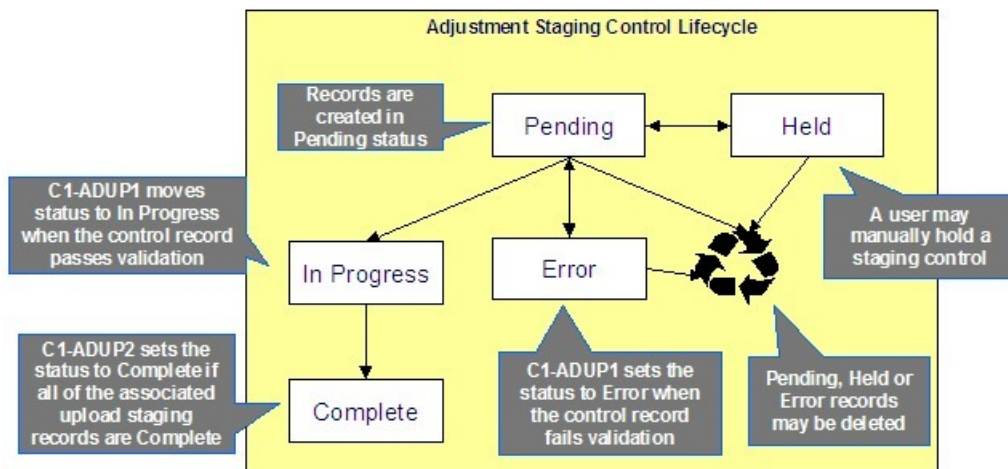 Adjustment Staging Control Lifecycle
Records are
created in
Pending status
Pending
Held
C1-ADUP1 moves
status to In Progress
when the control record
passes validation
A user may
manually hold a
staging control
In Progress
Error
C1-ADUP2 sets the
status to Complete if
all of the associated
upload staging
records are Complete
Complete
C1-ADUP1 sets the
status to Error when
the control record
fails validation
Pending, Held or
Error records
may be deleted